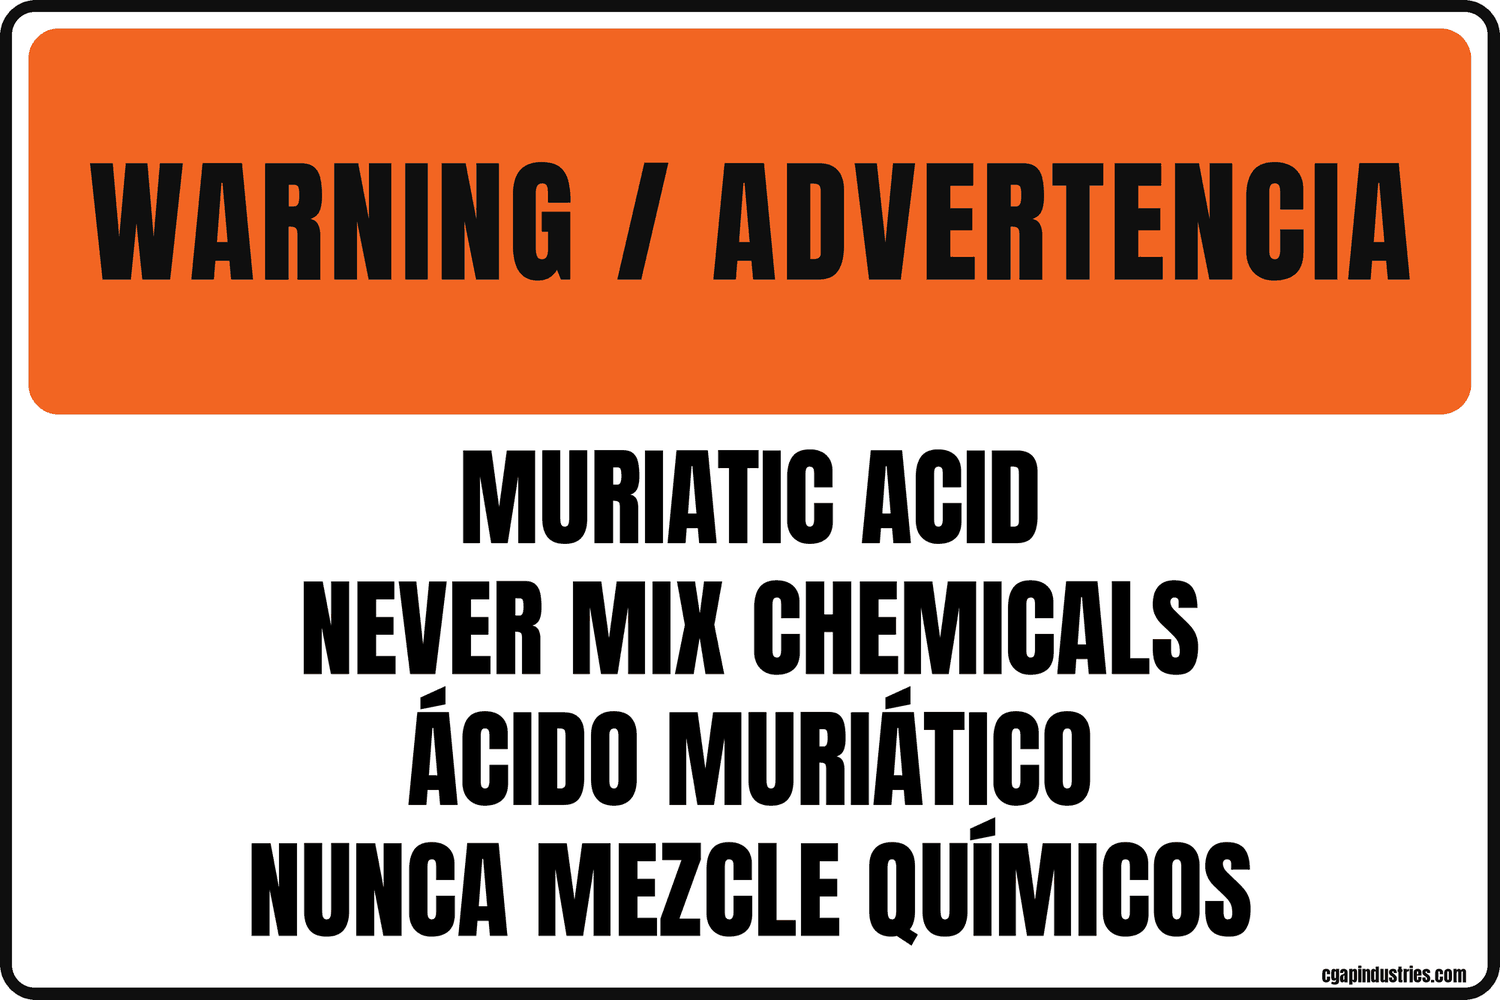 WARNING / ADVERTENCIA
MURIATIC ACID
NEVER MIX CHEMICALS
ÁCIDO MURIÁTICO
NUNCA MEZCLE QUÍMICOS
cgapindustries.com